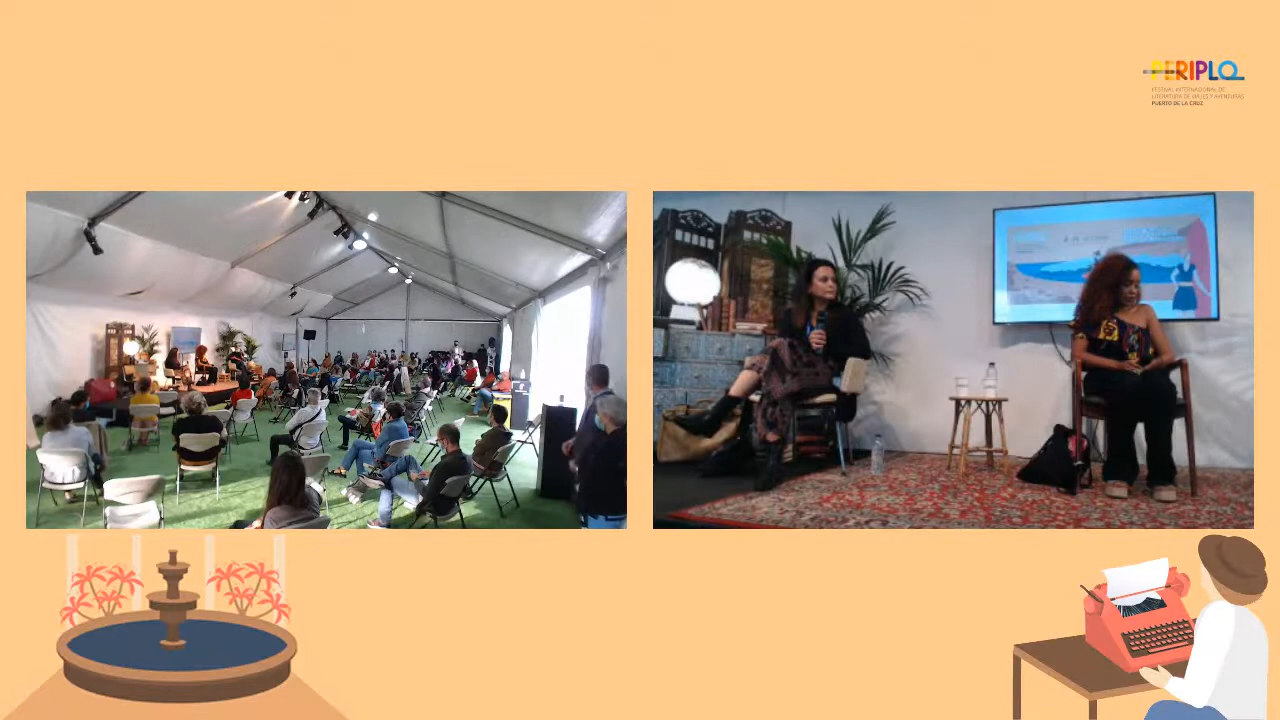 PERIPLO
FESTIVAL INTERNACIONAL DE
LITERATURA DE VIAJES Y AVENTURAS
PUERTO DE LA CRUZ